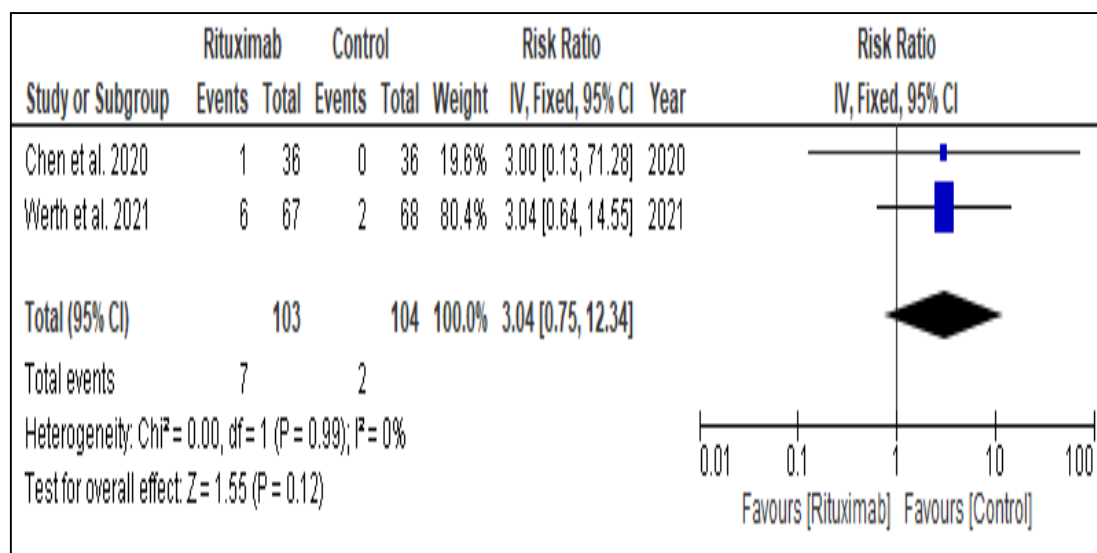 Rituximab Control Risk Ratio Risk Ratio
Study or Subgroup Events Total Events Total Weight IV, Fixed, 95% CI Year IV, Fixed, 95% CI
Chen et al. 2020 1 36 0 36 19.6% 3.00 [0.13, 71.28] 2020
Werth et al. 2021 6 67 2 68 80.4% 3.04 [0.64, 14.55] 2021
Total (95% CI) 103 104 100.0% 3.04 [0.75, 12.34]
Total events 7 2
Heterogeneity: Chi² = 0.00, df = 1 (P = 0.99); I² = 0%
Test for overall effect: Z = 1.55 (P = 0.12)
0.01 0.1 1 10 100
Favours [Rituximab] Favours [Control]